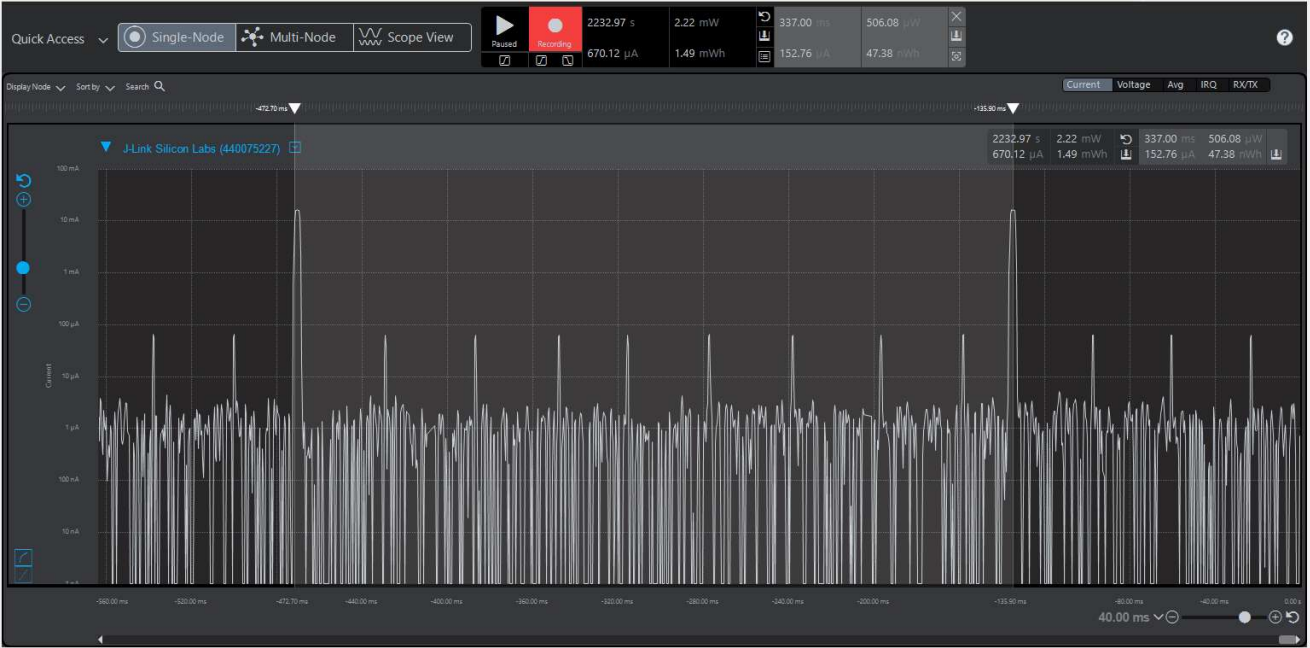 Quick Access Single-Node Multi-Node Scope View
Paused Recording
2232.97 s 2.22 mW 337.00 ms 506.08 µW
670.12 µA 1.49 mWh 152.76 µA 47.38 nWh
Display Node Sort by Search Current Voltage Avg IRQ RX/TX
-472.70 ms -135.90 ms
J-Link Silicon Labs (440075227)
2232.97 s 2.22 mW 337.00 ms 506.08 µW
670.12 µA 1.49 mWh 152.76 µA 47.38 nWh
100 mA
10 mA
1 mA
100 µA
10 µA
1 µA
100 nA
10 nA
Current
-560.00 ms -520.00 ms -472.70 ms -440.00 ms -400.00 ms -360.00 ms -320.00 ms -280.00 ms -240.00 ms -200.00 ms -135.90 ms -80.00 ms -40.00 ms 0.00 s
40.00 ms